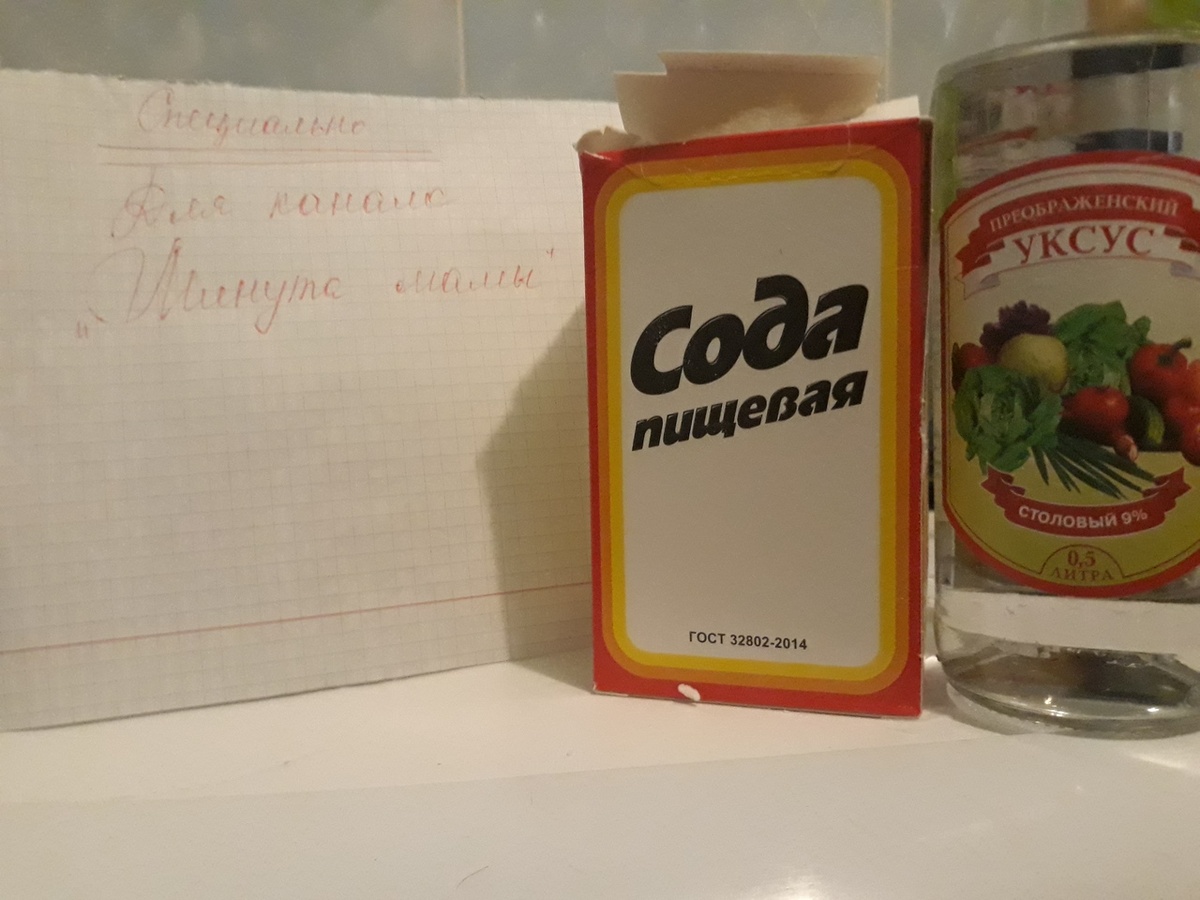 Специально
Для канала
"Минута мамы"
Сода
пищевая
ГОСТ 32802-2014
ПРЕОБРАЖЕНСКИЙ
УКСУС
СТОЛОВЫЙ 9%
0,5
ЛИТРА